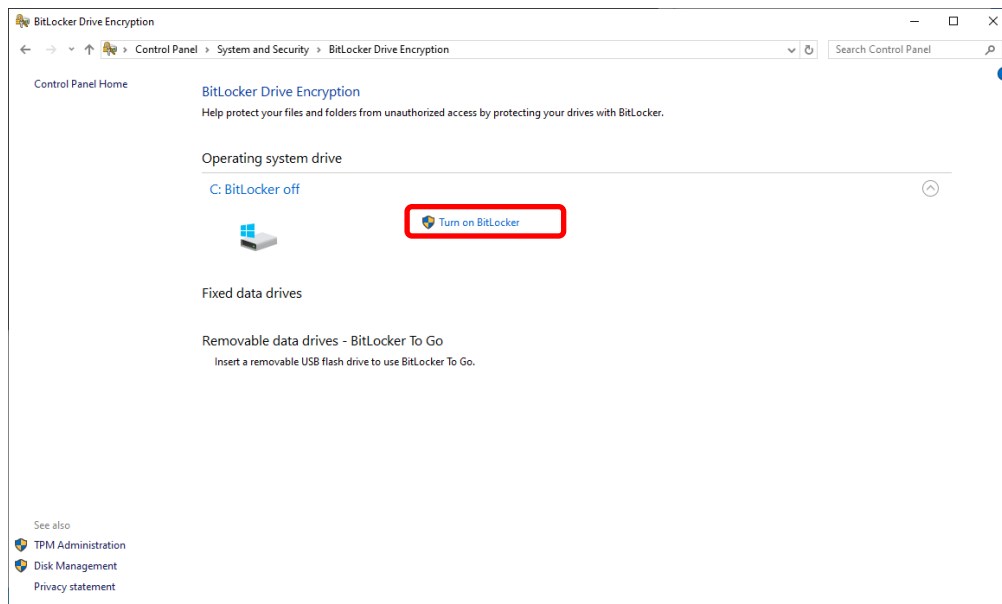 BitLocker Drive Encryption
Control Panel › System and Security › BitLocker Drive Encryption
Search Control Panel
Control Panel Home
BitLocker Drive Encryption
Help protect your files and folders from unauthorized access by protecting your drives with BitLocker.
Operating system drive
C: BitLocker off
Turn on BitLocker
Fixed data drives
Removable data drives - BitLocker To Go
Insert a removable USB flash drive to use BitLocker To Go.
See also
TPM Administration
Disk Management
Privacy statement